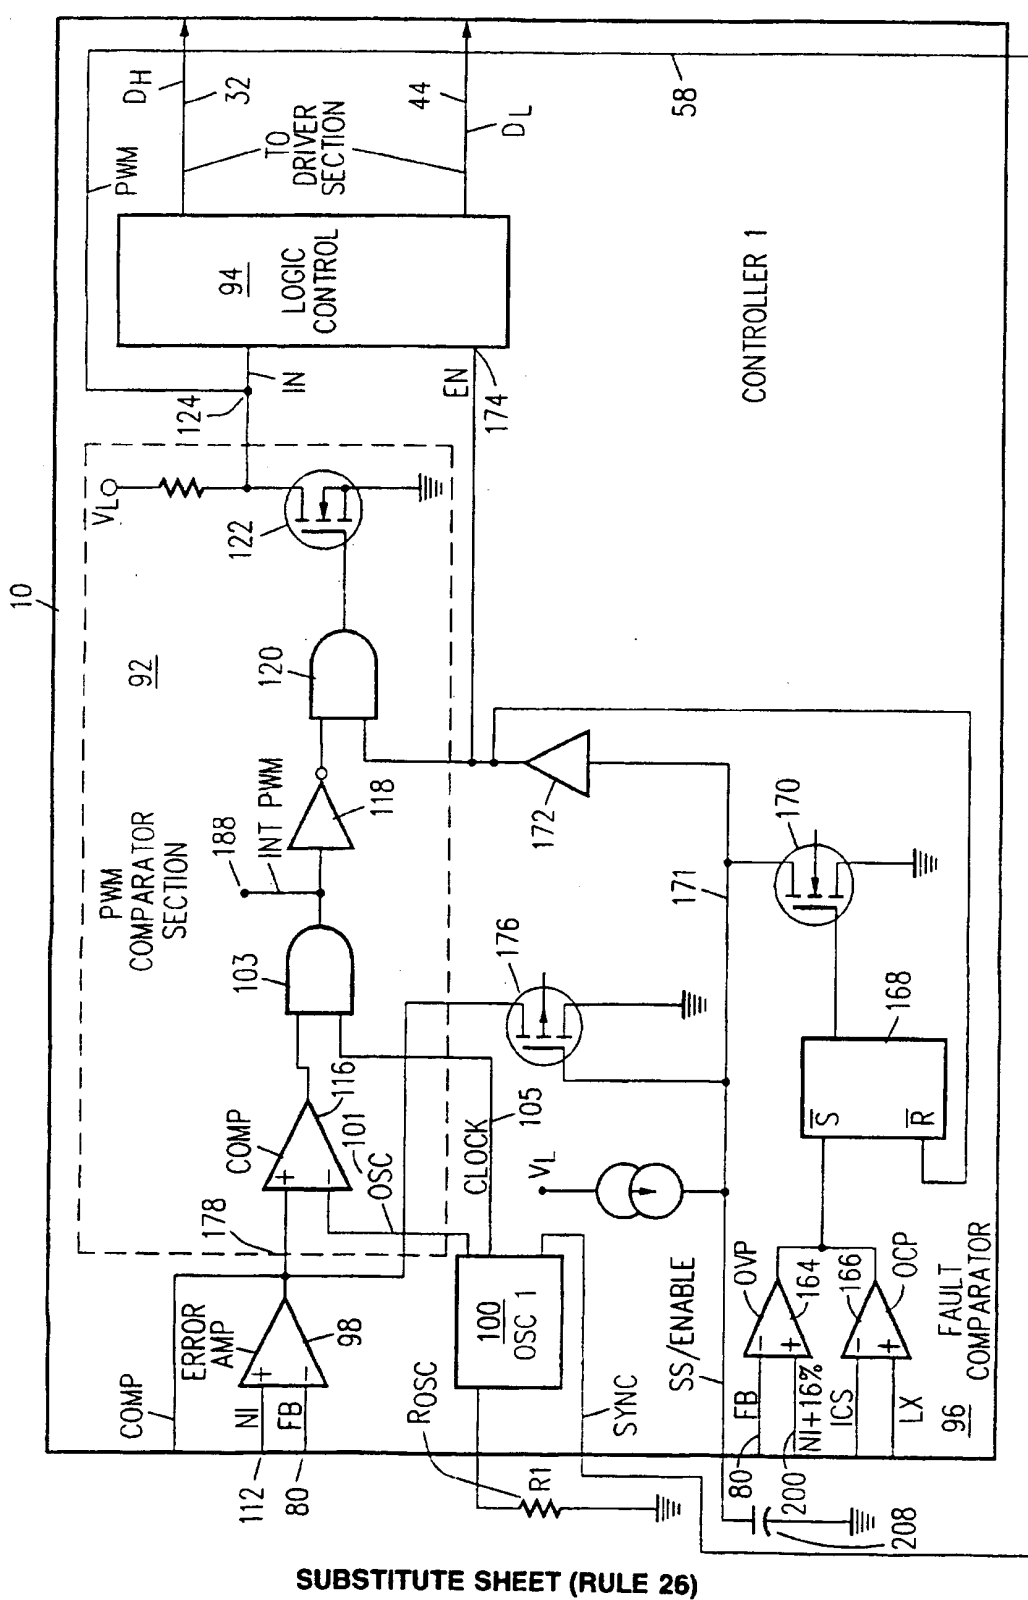 10
PWM
COMPARATOR
SECTION
92
COMP
ERROR
AMP
98
NI
FB
112
80
+
−
178
COMP
+
−
116
101
OSC
103
188
INT PWM
118
120
VL
122
124
IN
PWM
94
LOGIC
CONTROL
EN
174
DH
32
TO
DRIVER
SECTION
44
DL
58
CONTROLLER 1
100
OSC 1
CLOCK
105
ROSC
R1
SYNC
VL
176
SS/ENABLE
171
172
170
168
S
R
OVP
164
−
+
166
OCP
−
+
FB
80
NI+16%
200
ICS
LX
208
FAULT
COMPARATOR
96
SUBSTITUTE SHEET (RULE 26)